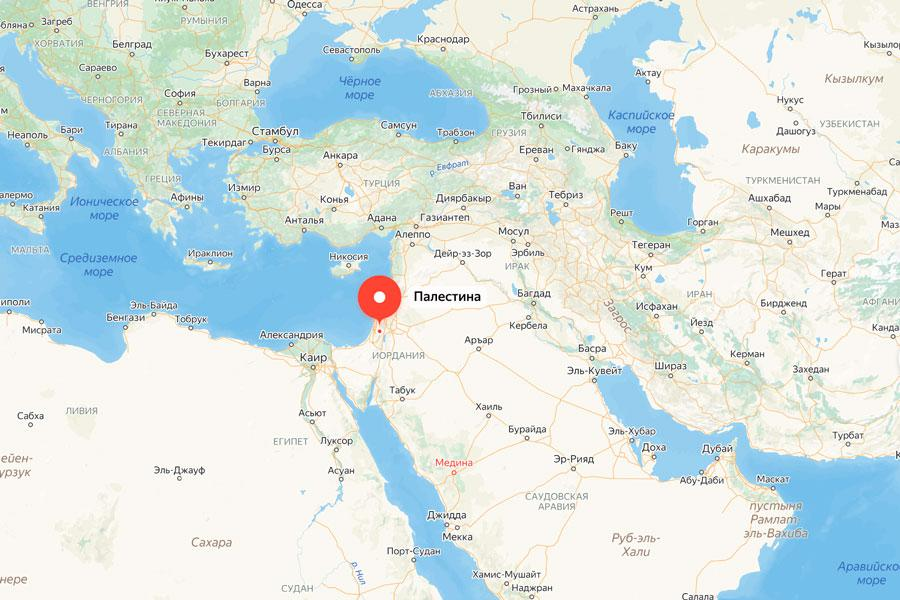 ВЕНГРИЯ
Одесса
Астрахань
Загреб
РУМЫНИЯ
ХОРВАТИЯ
Белград
Бухарест
Севастополь
Краснодар
Кызылорд
Сараево
Варна
Чёрное
море
АБХАЗИЯ
Грозный
Махачкала
Актау
Кызылкум
ЧЕРНОГОРИЯ
София
БОЛГАРИЯ
СЕВЕРНАЯ
МАКЕДОНИЯ
Каспийское
море
Нукус
Дашогуз
УЗБЕКИСТАН
Неаполь
Бари
Тирана
АЛБАНИЯ
Стамбул
Текирдаг
Бурса
Самсун
Трабзон
Тбилиси
ГРУЗИЯ
Ереван
Гянджа
Баку
Каракумы
ГРЕЦИЯ
Анкара
р. Евфрат
ТУРКМЕНИСТАН
Туркменабад
Измир
ТУРЦИЯ
Ван
Тебриз
Ашхабад
Мары
Катания
Ионическое
море
Афины
Конья
Диярбакыр
Решт
Горган
Анталья
Адана
Газиантеп
Мосул
Мешхед
МАЛЬТА
Алеппо
Тегеран
Средиземное
море
Ираклион
Никосия
Дейр-эз-Зор
Эрбиль
ИРАК
Кум
Герат
Палестина
Багдад
Загрос
Исфахан
ИРАН
Бирдженд
Эль-Байда
Мисрата
Бенгази
Тобрук
Кербела
Йезд
Александрия
Аръар
Каир
ИОРДАНИЯ
Басра
Шираз
Керман
Захедан
Табук
Эль-Кувейт
Сабха
ЛИВИЯ
Асьют
Хаиль
ЕГИПЕТ
Луксор
Бурайда
Эль-Хубар
Доха
Дубай
Турбат
Эль-Джауф
Асуан
Медина
Эр-Рияд
Абу-Даби
Маскат
САУДОВСКАЯ
АРАВИЯ
Джидда
Мекка
пустыня
Рамлат-
эль-Вахиба
Сахара
Порт-Судан
Руб-эль-
Хали
СУДАН
р. Нил
Хамис-Мушайт
Наджран
Салала
море